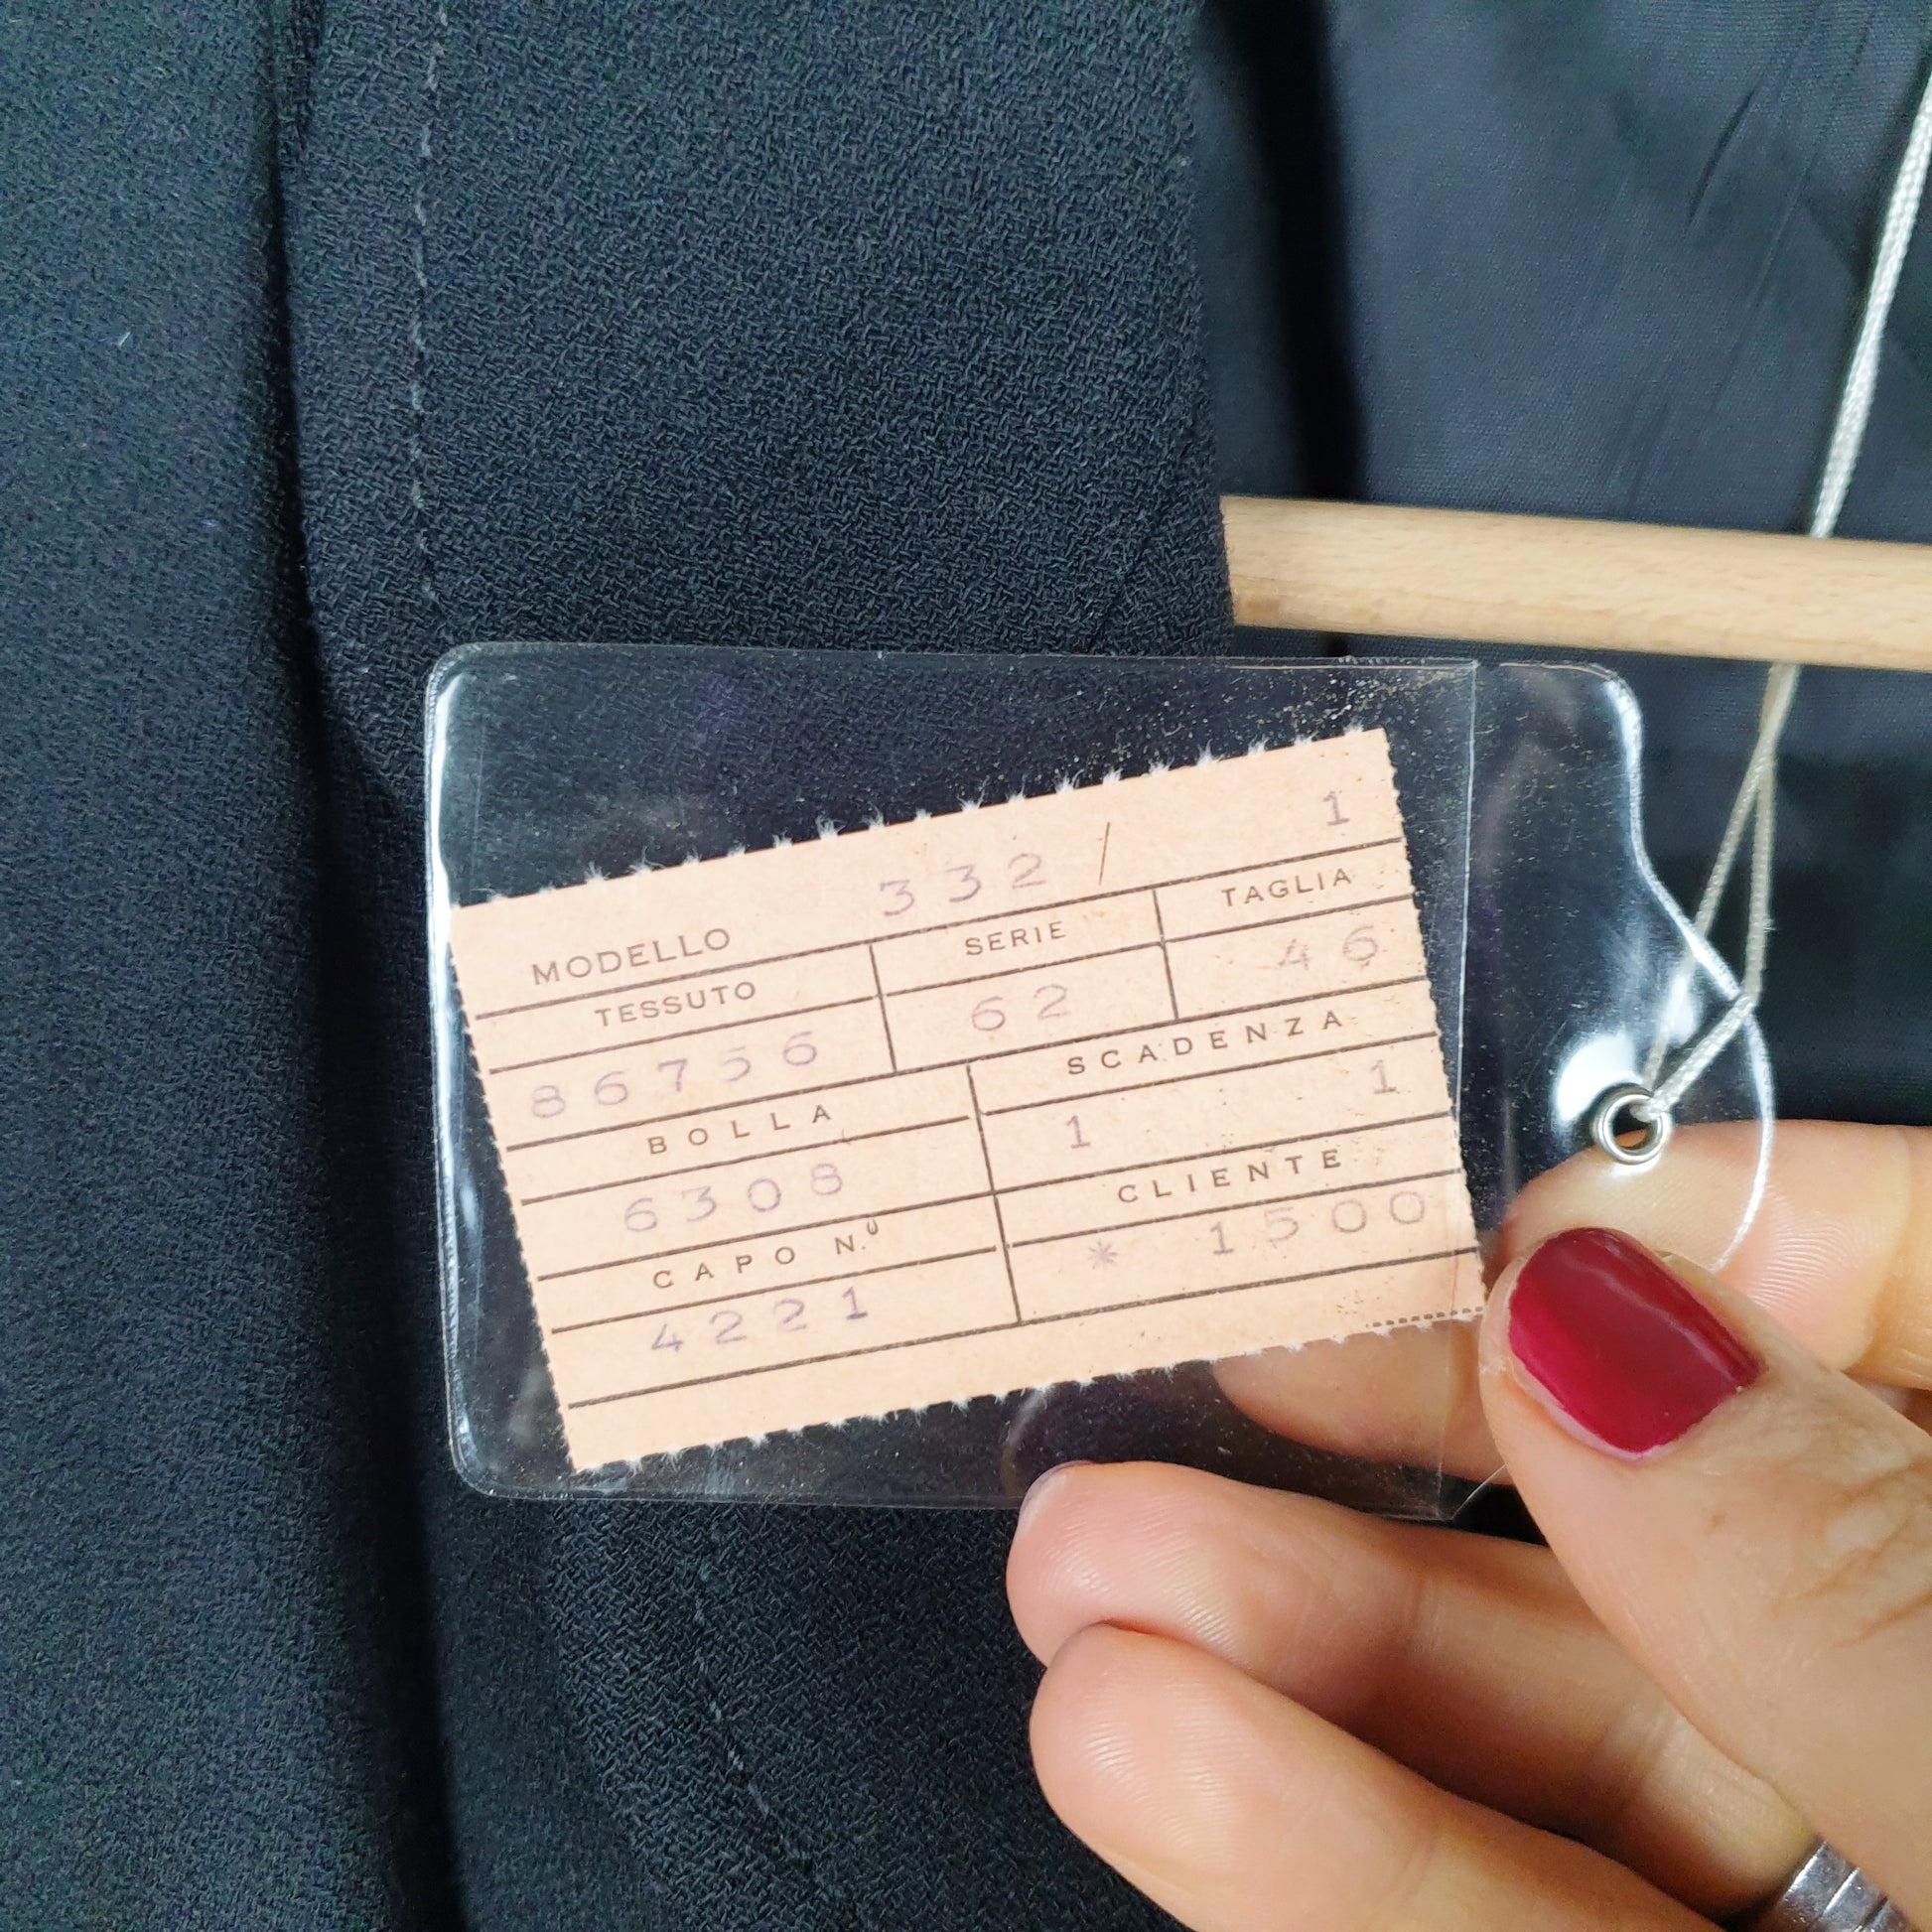 MODELLO 332 / 1
TESSUTO SERIE TAGLIA
86756 62 46
BOLLA SCADENZA
6308 1 1
CAPO N.º CLIENTE
4221 * 1500